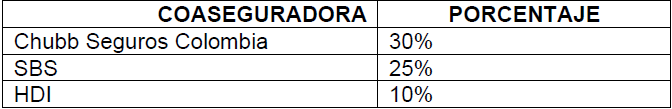 COASEGURADORA PORCENTAJE
Chubb Seguros Colombia 30%
SBS 25%
HDI 10%